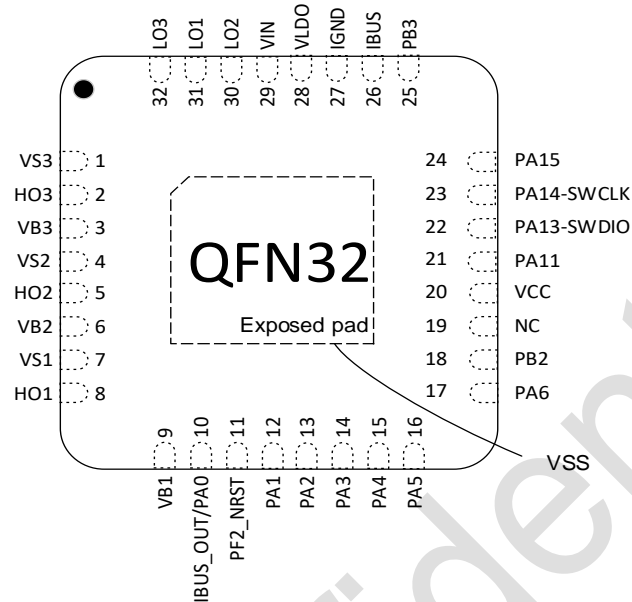 LO3 LO1 LO2 VIN VLDO IGND IBUS PB3
32 31 30 29 28 27 26 25
VS3 1
HO3 2
VB3 3
VS2 4
HO2 5
VB2 6
VS1 7
HO1 8
QFN32
Exposed pad
24 PA15
23 PA14-SWCLK
22 PA13-SWDIO
21 PA11
20 VCC
19 NC
18 PB2
17 PA6
VSS
9 10 11 12 13 14 15 16
VB1 IBUS_OUT/PA0 PF2_NRST PA1 PA2 PA3 PA4 PA5